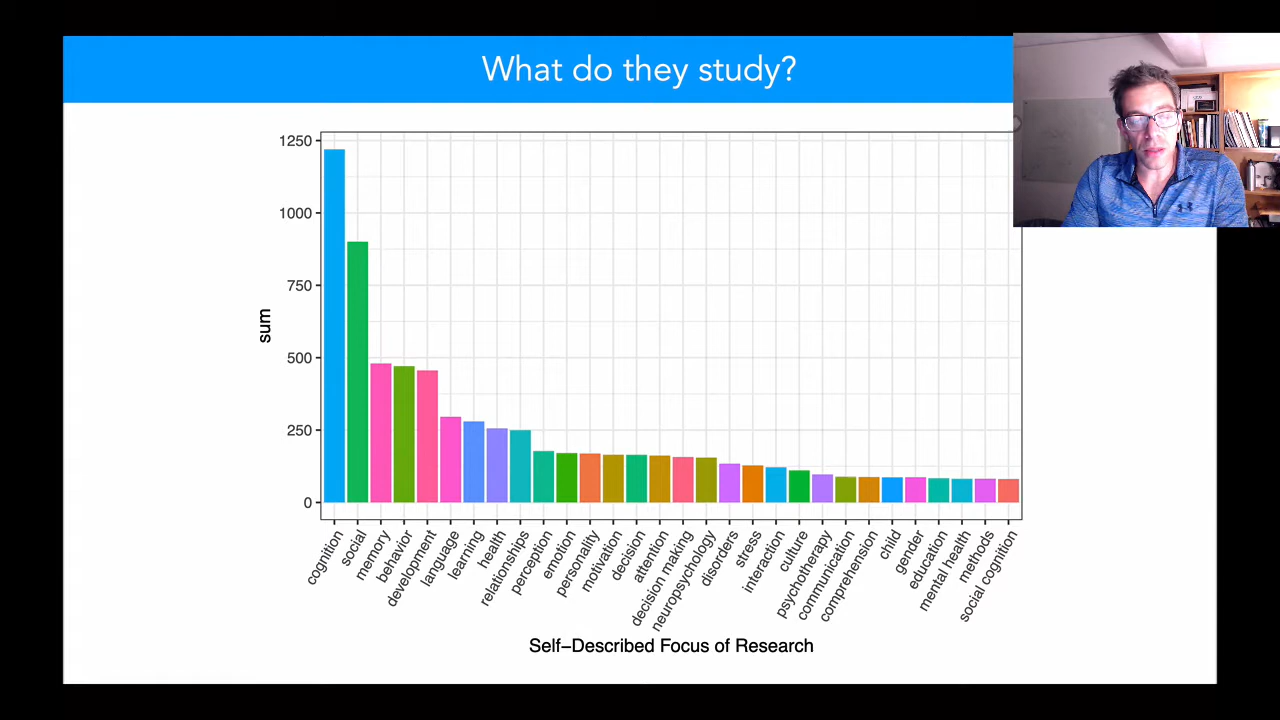 What do they study?
1250
1000
750
500
250
0
sum
cognition
social
memory
behavior
development
language
learning
health
relationships
perception
emotion
personality
motivation
decision
attention
decision making
neuropsychology
disorders
stress
interaction
culture
psychotherapy
communication
comprehension
child
gender
education
mental health
methods
social cognition
Self–Described Focus of Research